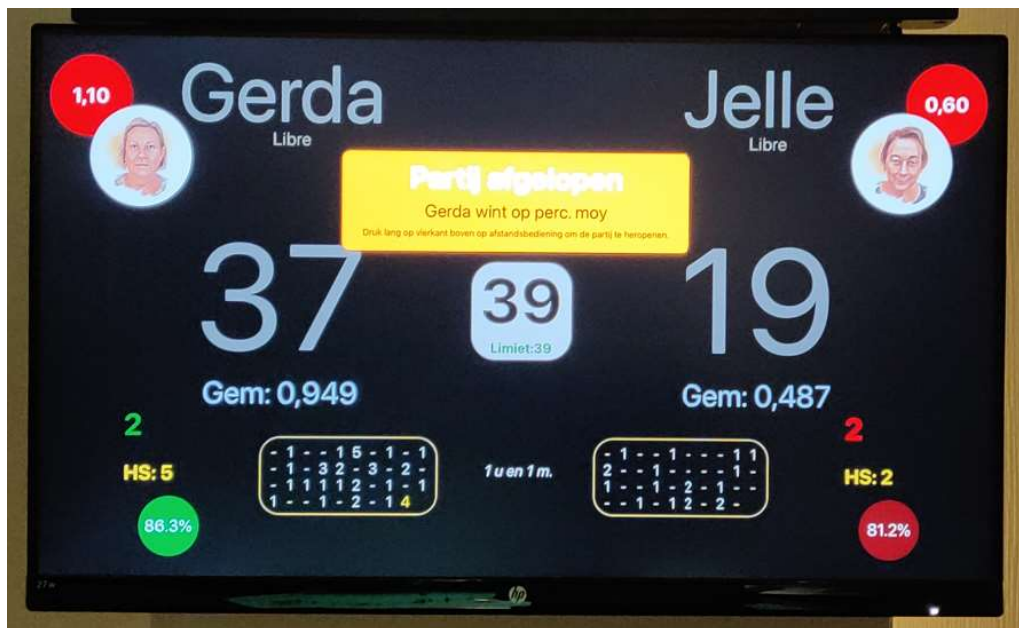 1,10
Gerda
Libre
Jelle
Libre
0,60
Partij afgelopen
Gerda wint op perc. moy
Druk lang op vierkant boven op afstandsbediening om de partij te heropenen.
37
39
Limiet:39
19
Gem: 0,949
Gem: 0,487
2
HS: 5
86.3%
- 1 - - 1 5 - 1 - 1
- 1 - 3 2 - 3 - 2 -
- 1 1 1 1 2 - 1 - 1
1 - - 1 - 2 - 1 4
1 u en 1 m.
- 1 - - 1 - - - 1 1
2 - - 1 - - - - 1 -
1 - - 1 - 2 - 1 - -
- - 1 - 1 2 - 2 -
2
HS: 2
81.2%
hp